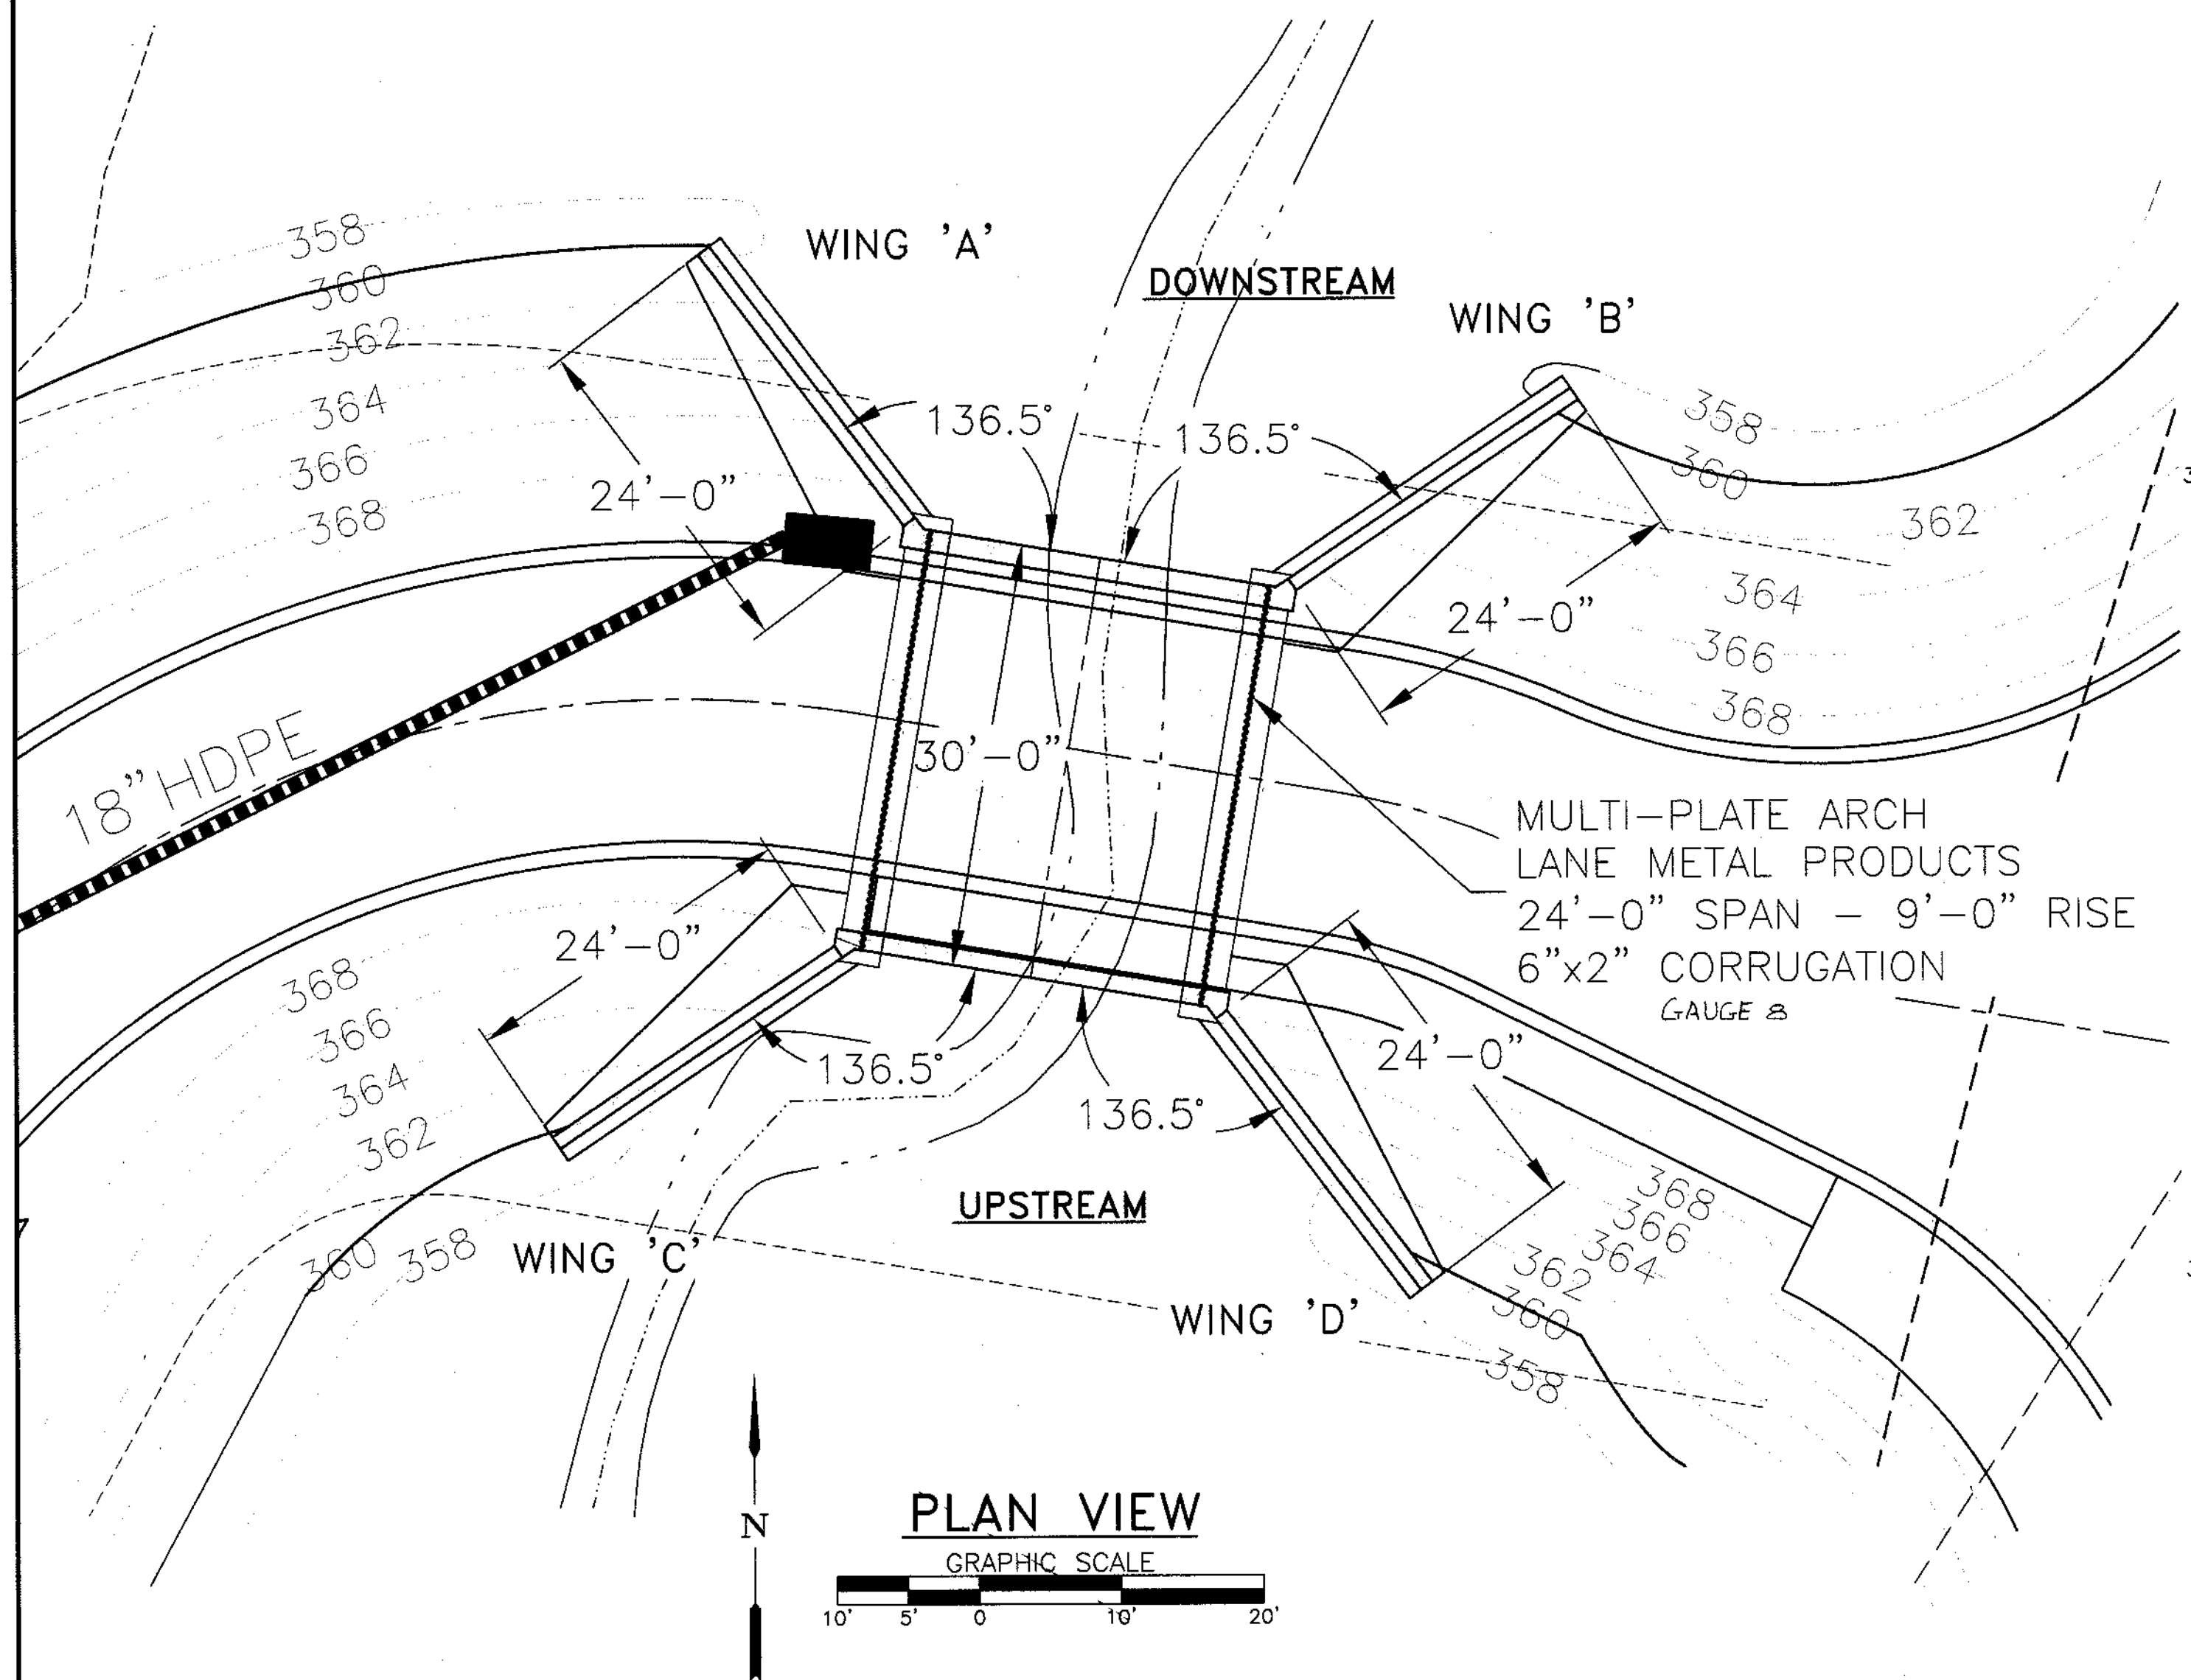 358
WING 'A'
360
DOWNSTREAM
WING 'B'
362
364
136.5°
136.5°
358
366
24'-0"
360
368
362
364
24'-0"
366
368
18"HDPE
30'-0"
MULTI-PLATE ARCH
LANE METAL PRODUCTS
24'-0" SPAN - 9'-0" RISE
6"x2" CORRUGATION
GAUGE 8
24'-0"
368
366
364
362
360
358
136.5°
136.5°
24'-0"
UPSTREAM
WING 'C'
WING 'D'
368
366
364
362
360
358
N
PLAN VIEW
GRAPHIC SCALE
10' 5' 0 10' 20'